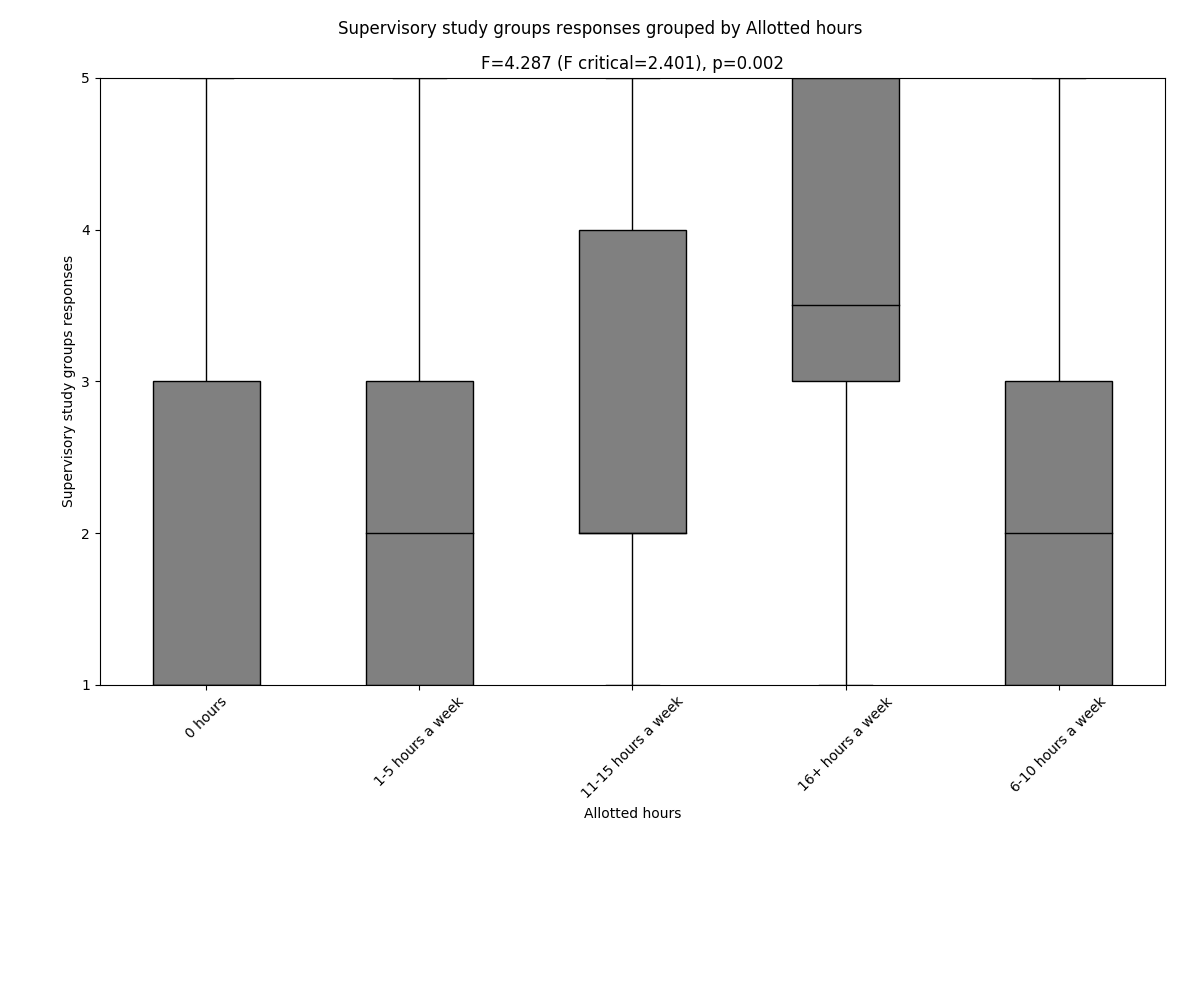 Supervisory study groups responses grouped by Allotted hours
F=4.287 (F critical=2.401), p=0.002
5
4
3
2
1
Supervisory study groups responses
0 hours
1-5 hours a week
11-15 hours a week
16+ hours a week
6-10 hours a week
Allotted hours